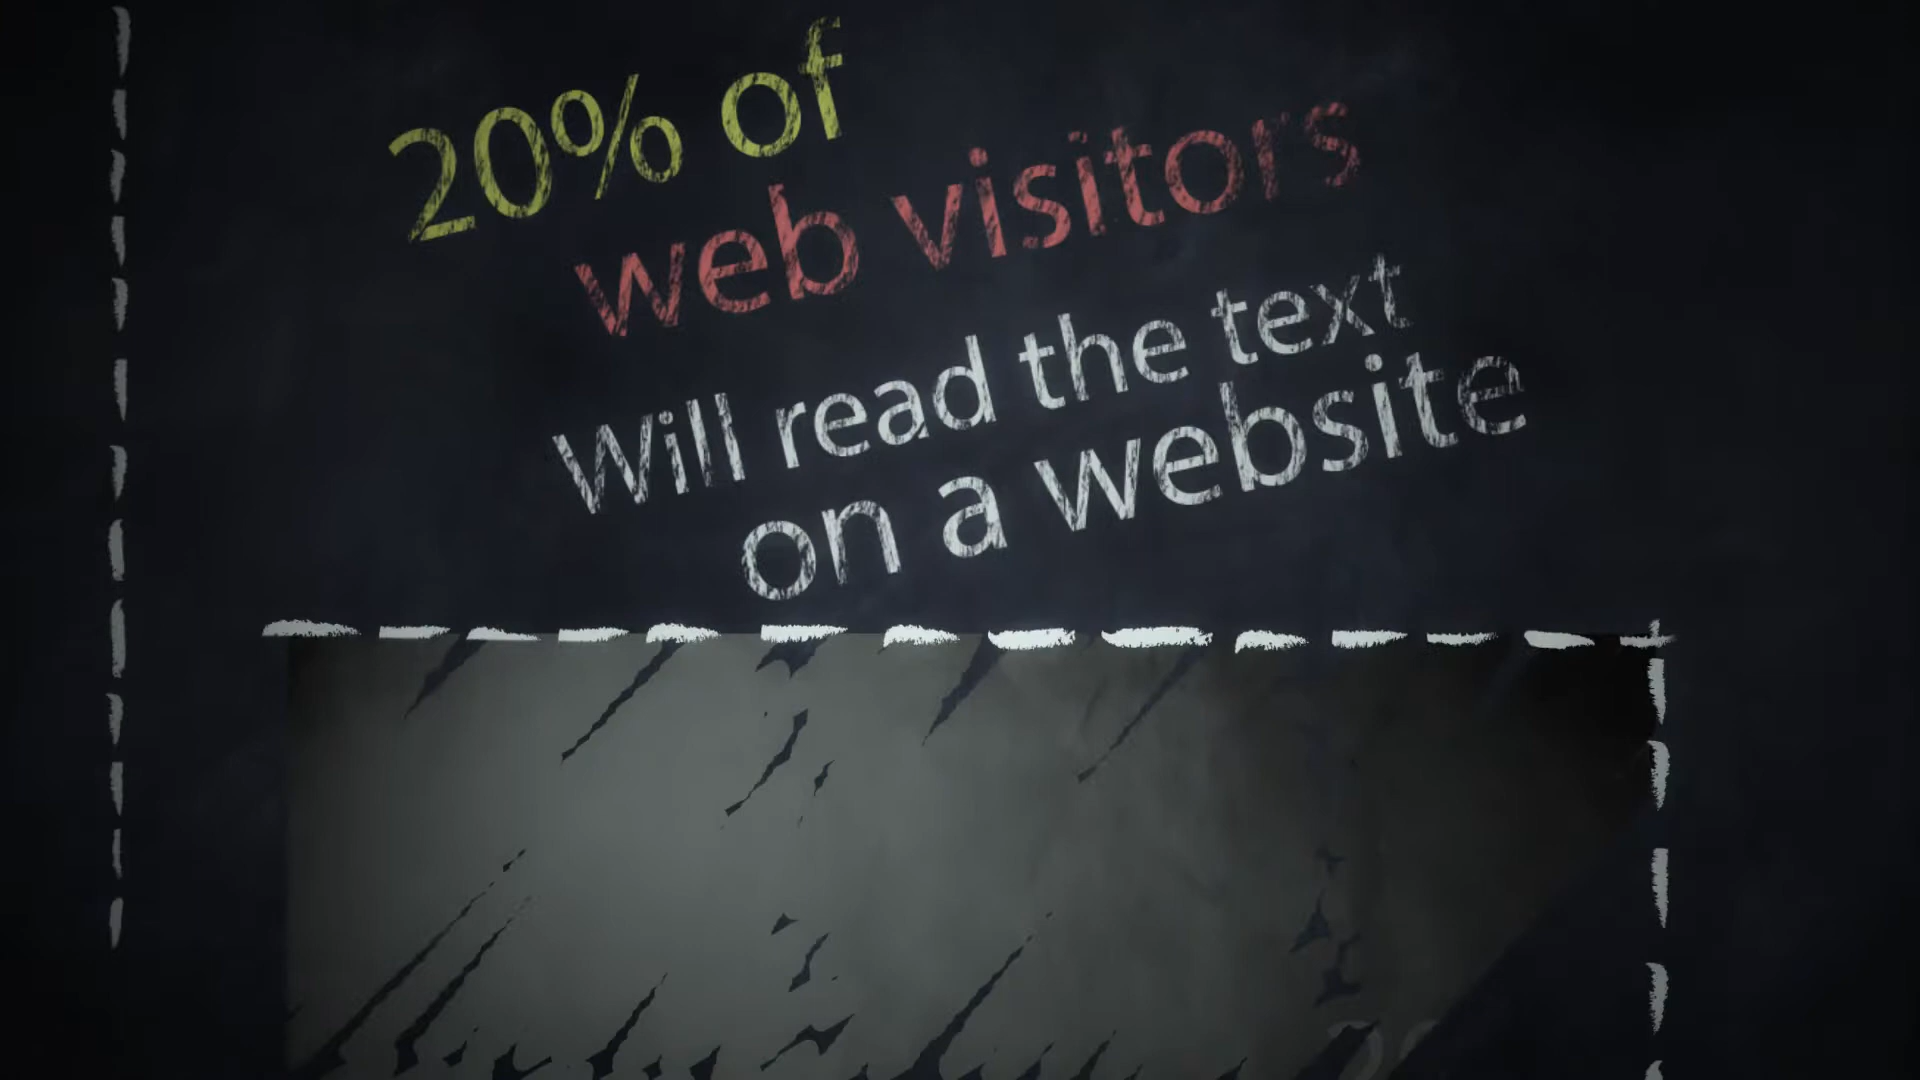 20% of
web visitors
Will read the text
on a website